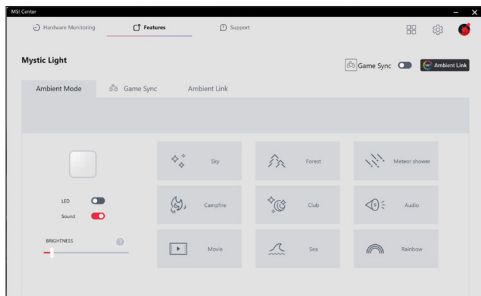 MSI Center
Hardware Monitoring
Features
Support
Mystic Light
Game Sync
Ambient Link
Ambient Mode
Game Sync
Ambient Link
Sky
Forest
Meteor shower
LED
Sound
Campfire
Club
Audio
BRIGHTNESS
Movie
Sea
Rainbow